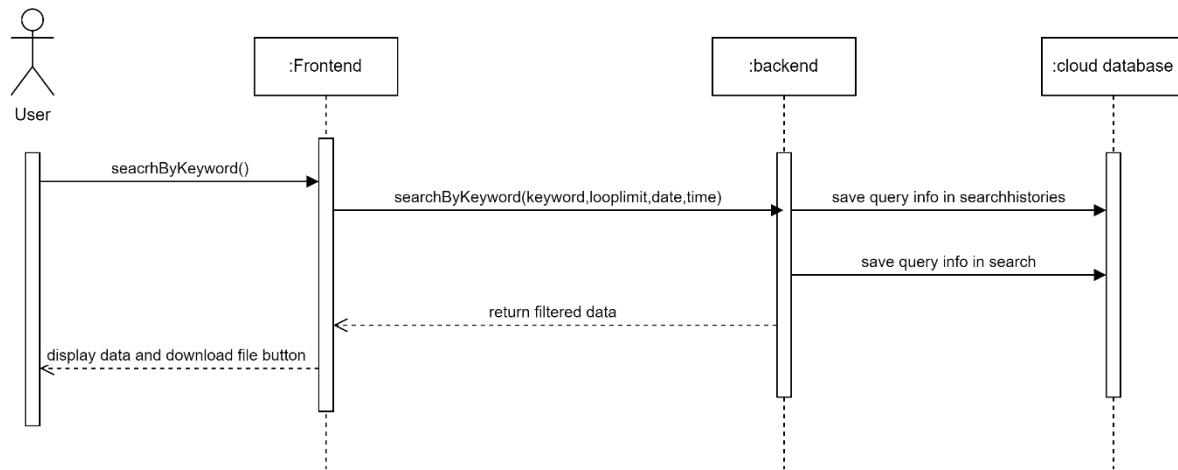 :Frontend
:backend
:cloud database
User
seacrhByKeyword()
searchByKeyword(keyword,looplimit,date,time)
save query info in searchhistories
save query info in search
return filtered data
display data and download file button